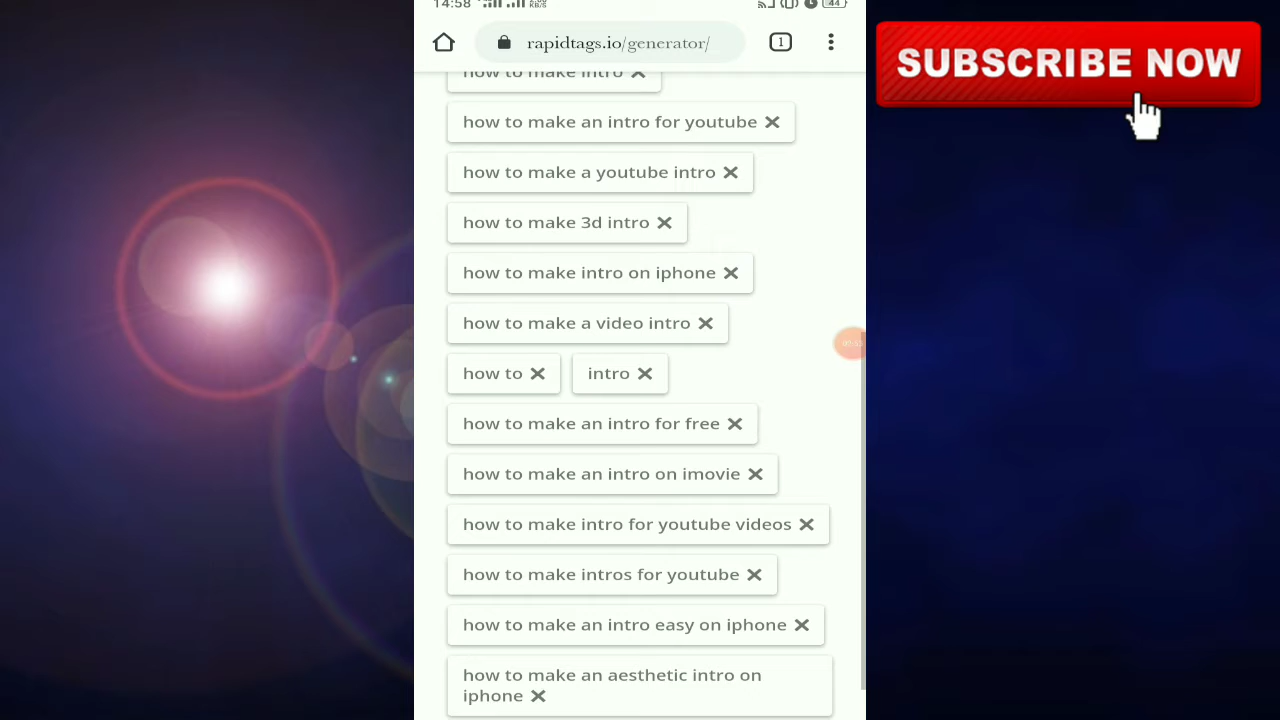 14:58
44
rapidtags.io/generator/
1
SUBSCRIBE NOW
how to make intro ✕
how to make an intro for youtube ✕
how to make a youtube intro ✕
how to make 3d intro ✕
how to make intro on iphone ✕
how to make a video intro ✕
how to ✕ intro ✕
how to make an intro for free ✕
how to make an intro on imovie ✕
how to make intro for youtube videos ✕
how to make intros for youtube ✕
how to make an intro easy on iphone ✕
how to make an aesthetic intro on
iphone ✕